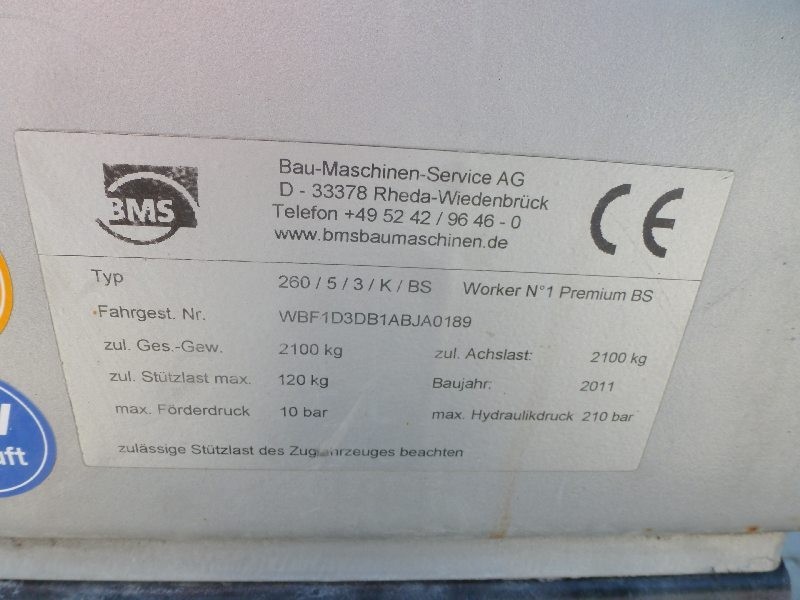 BMS
Bau-Maschinen-Service AG
D - 33378 Rheda-Wiedenbrück
Telefon +49 52 42 / 96 46 - 0
www.bmsbaumaschinen.de
CE
Typ 260 / 5 / 3 / K / BS Worker N°1 Premium BS
Fahrgest. Nr. WBF1D3DB1ABJA0189
zul. Ges.-Gew. 2100 kg zul. Achslast: 2100 kg
zul. Stützlast max. 120 kg Baujahr: 2011
max. Förderdruck 10 bar max. Hydraulikdruck 210 bar
zulässige Stützlast des Zugfahrzeuges beachten